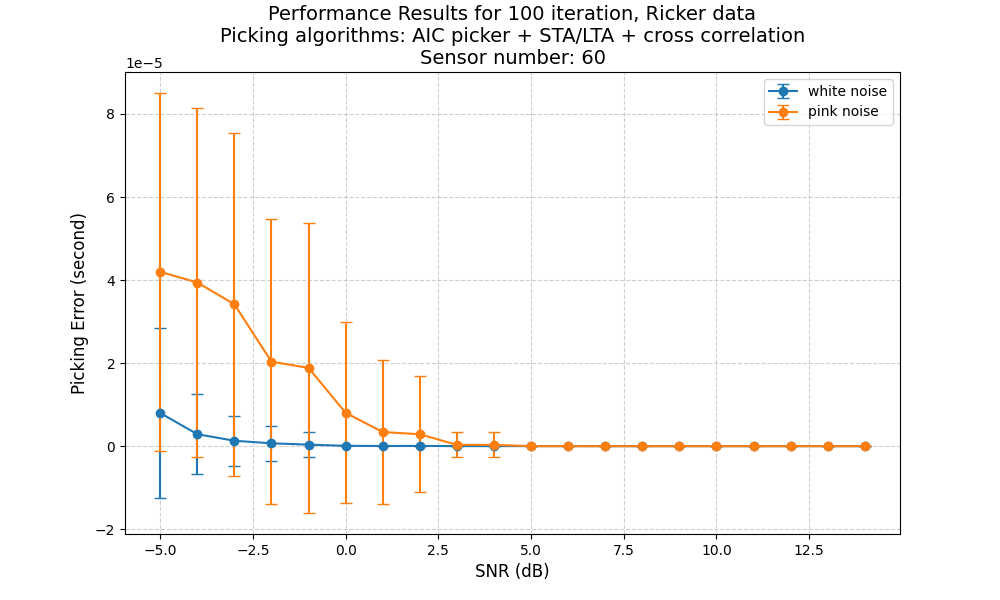 Performance Results for 100 iteration, Ricker data
Picking algorithms: AIC picker + STA/LTA + cross correlation
Sensor number: 60
1e−5
white noise
pink noise
8
6
4
2
0
−2
Picking Error (second)
−5.0 −2.5 0.0 2.5 5.0 7.5 10.0 12.5
SNR (dB)